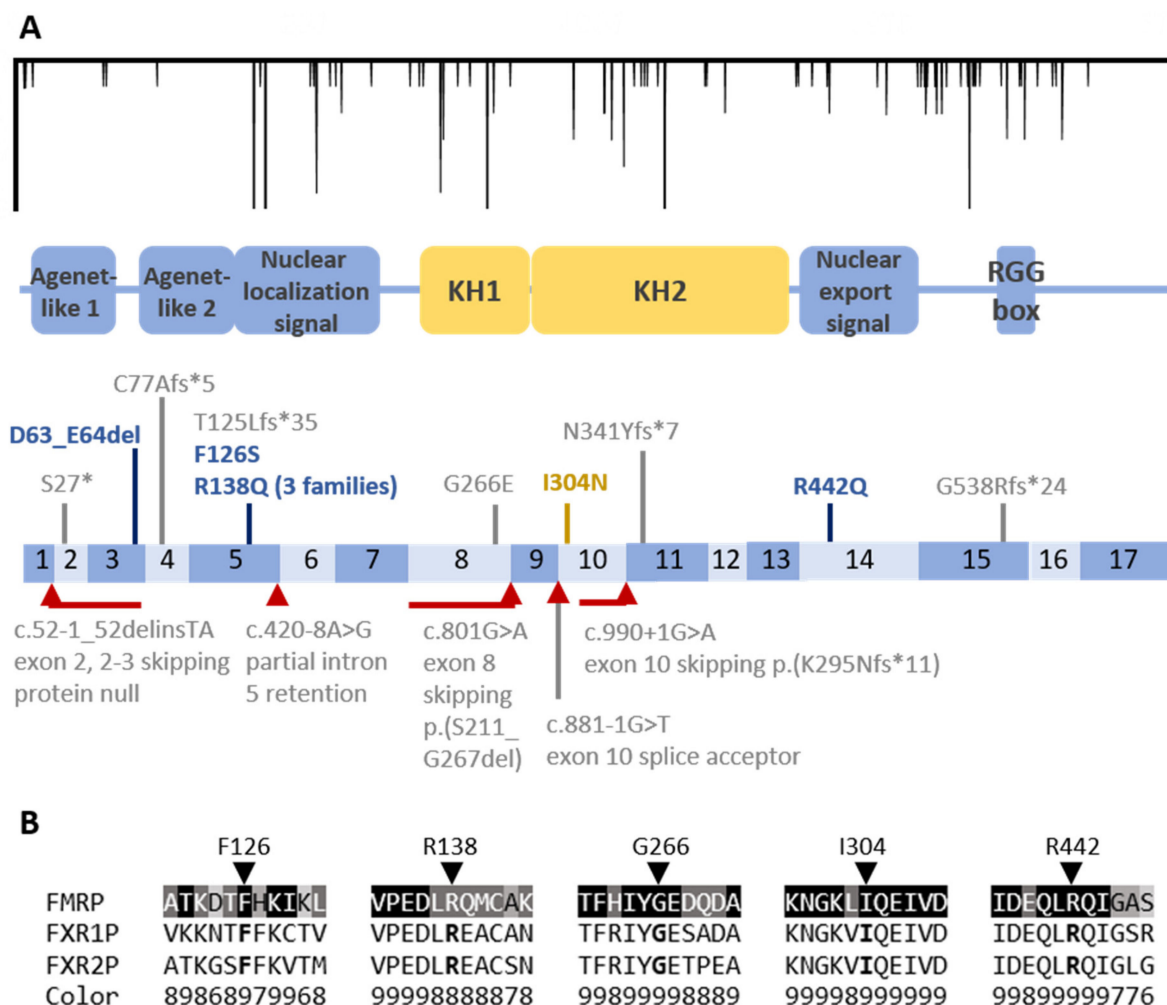 A
Agenet-like 1
Agenet-like 2
Nuclear localization signal
KH1
KH2
Nuclear export signal
RGG box
C77Afs*5
D63_E64del
S27*
T125Lfs*35
F126S
R138Q (3 families)
G266E
I304N
N341Yfs*7
R442Q
G538Rfs*24
1 2 3 4 5 6 7 8 9 10 11 12 13 14 15 16 17
c.52-1_52delinsTA
exon 2, 2-3 skipping
protein null
c.420-8A>G
partial intron
5 retention
c.801G>A
exon 8
skipping
p.(S211_
G267del)
c.881-1G>T
exon 10 splice acceptor
c.990+1G>A
exon 10 skipping p.(K295Nfs*11)
B
F126 R138 G266 I304 R442
FMRP ATKDTFHKIKL VPEDLRQMCAK TFHIYGEDQDA KNGKLIQEIVD IDEQLRQIGAS
FXR1P VKKNTFFKCTV VPEDLREACAN TFRIYGESADA KNGKVIQEIVD IDEQLRQIGSR
FXR2P ATKGSFFKVTM VPEDLREACSN TFRIYGETPEA KNGKVIQEIVD IDEQLRQIGLG
Color 89868979968 99998888878 99899998889 99998999999 99899999776